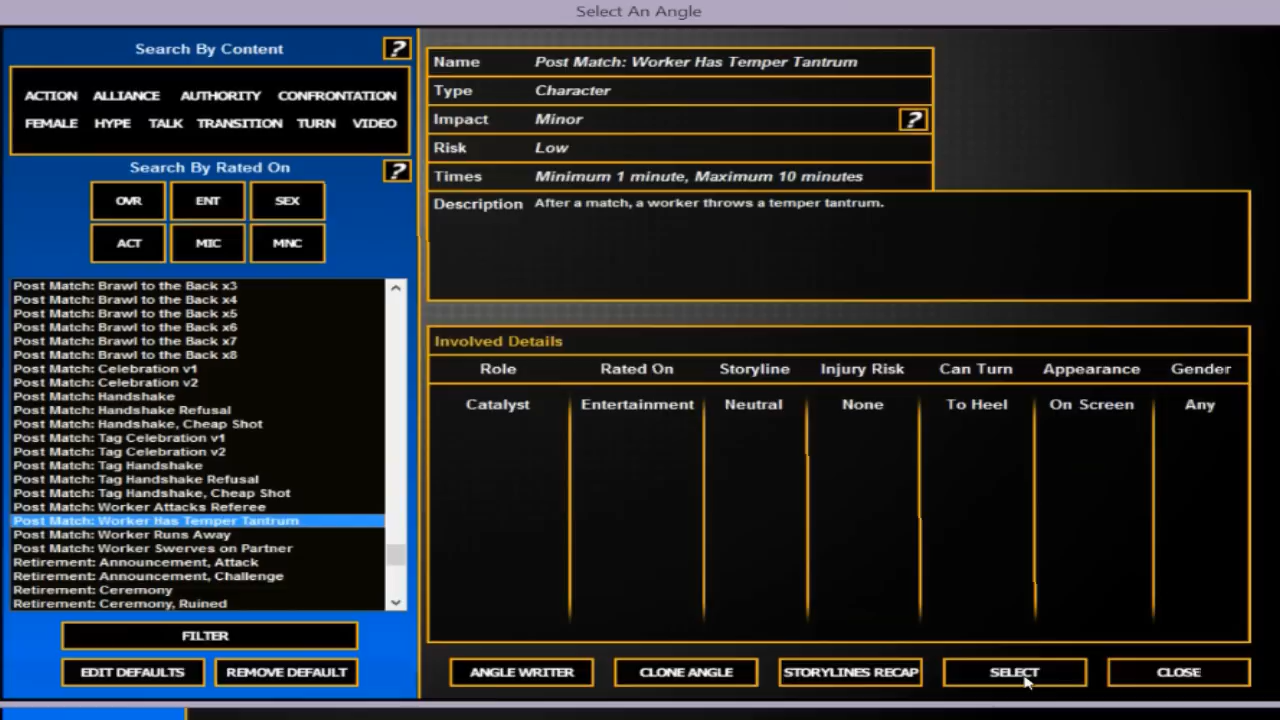 Select An Angle
Search By Content
?
ACTION ALLIANCE AUTHORITY CONFRONTATION
FEMALE HYPE TALK TRANSITION TURN VIDEO
Search By Rated On
?
OVR ENT SEX
ACT MIC MNC
Post Match: Brawl to the Back x3
Post Match: Brawl to the Back x4
Post Match: Brawl to the Back x5
Post Match: Brawl to the Back x6
Post Match: Brawl to the Back x7
Post Match: Brawl to the Back x8
Post Match: Celebration v1
Post Match: Celebration v2
Post Match: Handshake
Post Match: Handshake Refusal
Post Match: Handshake, Cheap Shot
Post Match: Tag Celebration v1
Post Match: Tag Celebration v2
Post Match: Tag Handshake
Post Match: Tag Handshake Refusal
Post Match: Tag Handshake, Cheap Shot
Post Match: Worker Attacks Referee
Post Match: Worker Has Temper Tantrum
Post Match: Worker Runs Away
Post Match: Worker Swerves on Partner
Retirement: Announcement, Attack
Retirement: Announcement, Challenge
Retirement: Ceremony
Retirement: Ceremony, Ruined
FILTER
EDIT DEFAULTS REMOVE DEFAULT
Name Post Match: Worker Has Temper Tantrum
Type Character
Impact Minor ?
Risk Low
Times Minimum 1 minute, Maximum 10 minutes
Description After a match, a worker throws a temper tantrum.
Involved Details
Role Rated On Storyline Injury Risk Can Turn Appearance Gender
Catalyst Entertainment Neutral None To Heel On Screen Any
ANGLE WRITER CLONE ANGLE STORYLINES RECAP SELECT CLOSE